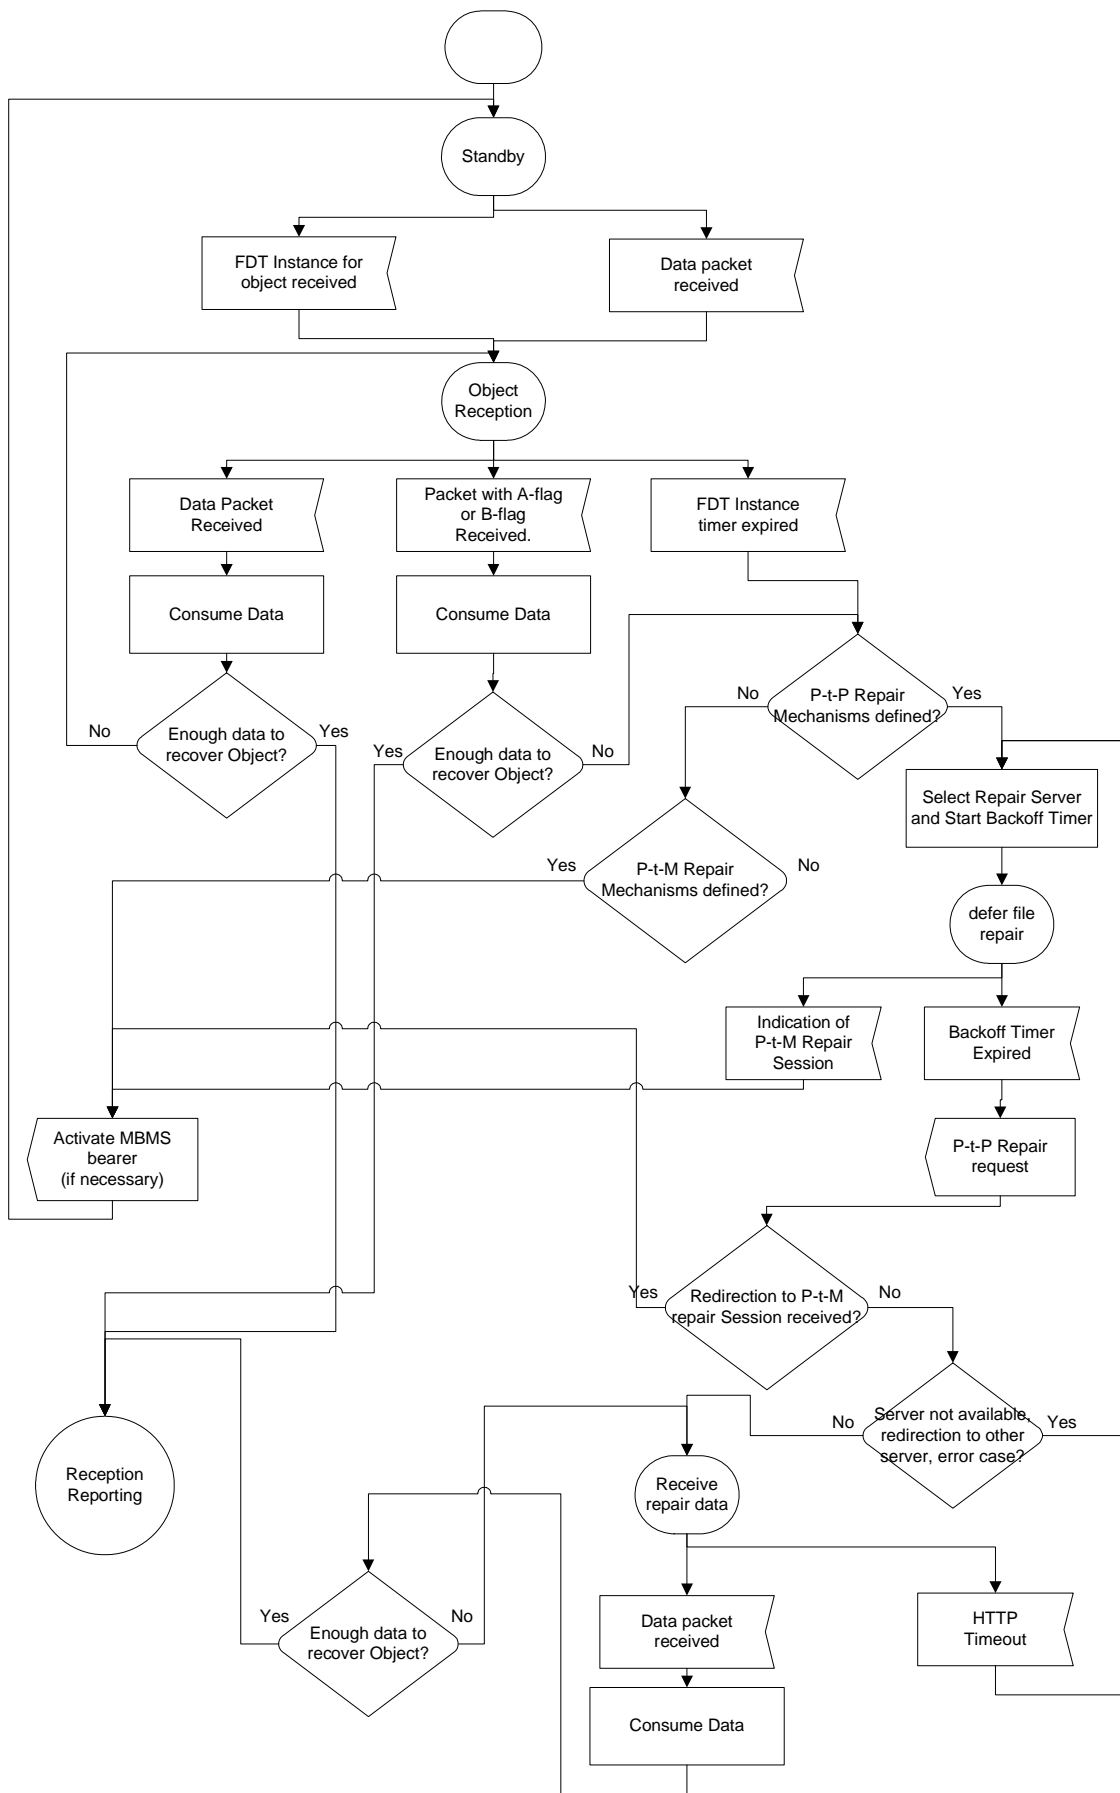 Standby
FDT Instance for
object received
Data packet
received
Object
Reception
Data Packet
Received
Packet with A-flag
or B-flag
Received.
FDT Instance
timer expired
Consume Data
Consume Data
P-t-P Repair
Mechanisms defined?
No
Yes
Enough data to
recover Object?
No
Yes
Enough data to
recover Object?
Yes
No
Select Repair Server
and Start Backoff Timer
P-t-M Repair
Mechanisms defined?
Yes
No
defer file
repair
Indication of
P-t-M Repair
Session
Backoff Timer
Expired
Activate MBMS
bearer
(if necessary)
P-t-P Repair
request
Redirection to P-t-M
repair Session received?
Yes
No
Server not available,
redirection to other
server, error case?
No
Yes
Reception
Reporting
Receive
repair data
Enough data to
recover Object?
Yes
No
Data packet
received
HTTP
Timeout
Consume Data